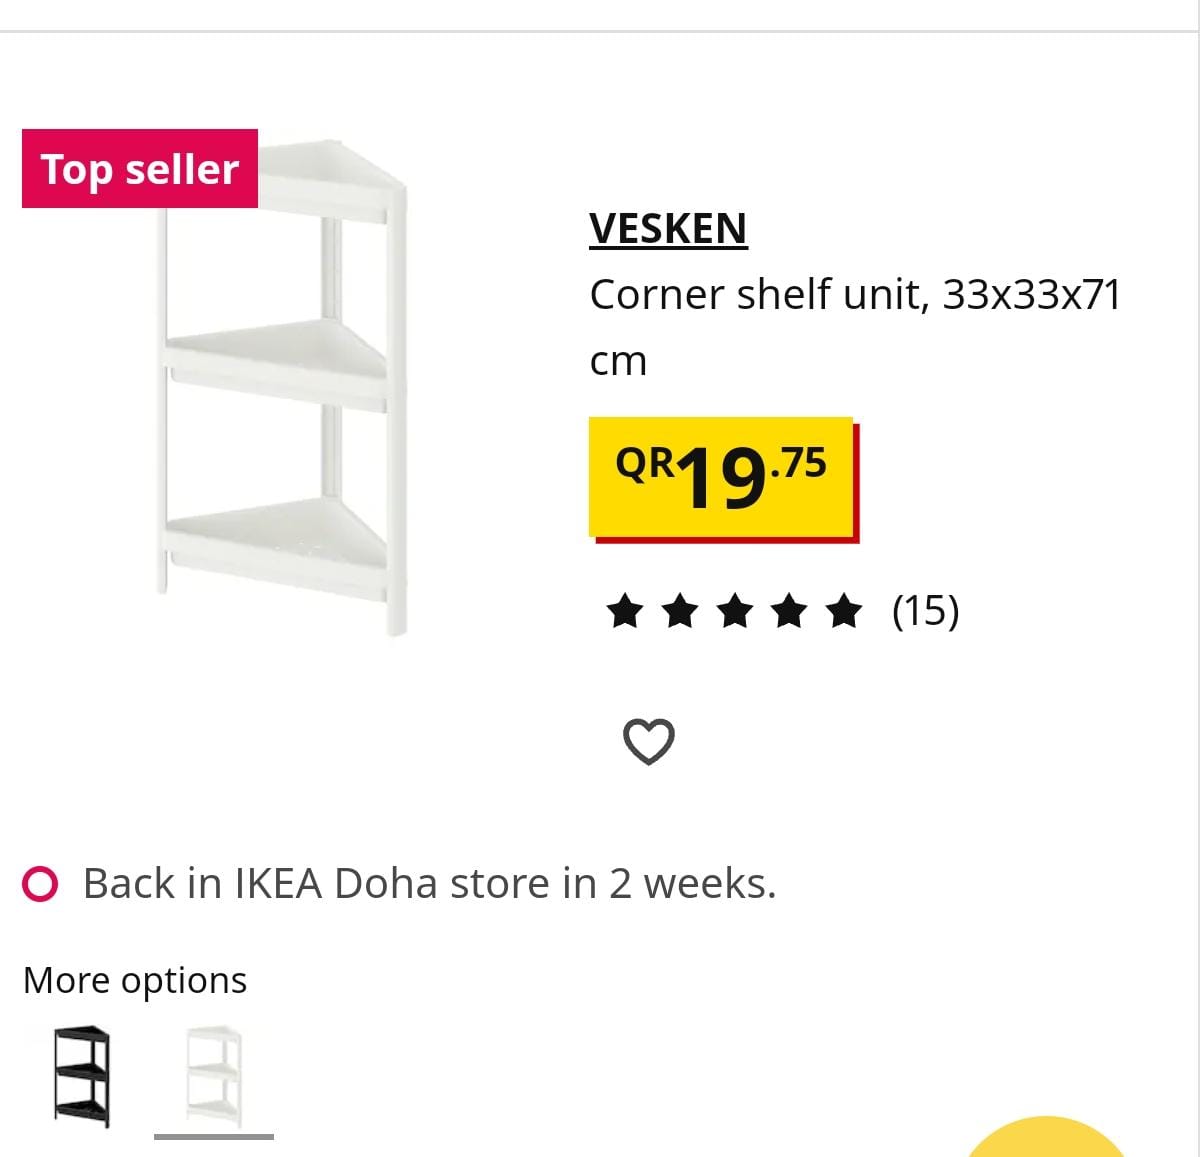 Top seller
VESKEN
Corner shelf unit, 33x33x71
cm
QR19.75
(15)
Back in IKEA Doha store in 2 weeks.
More options